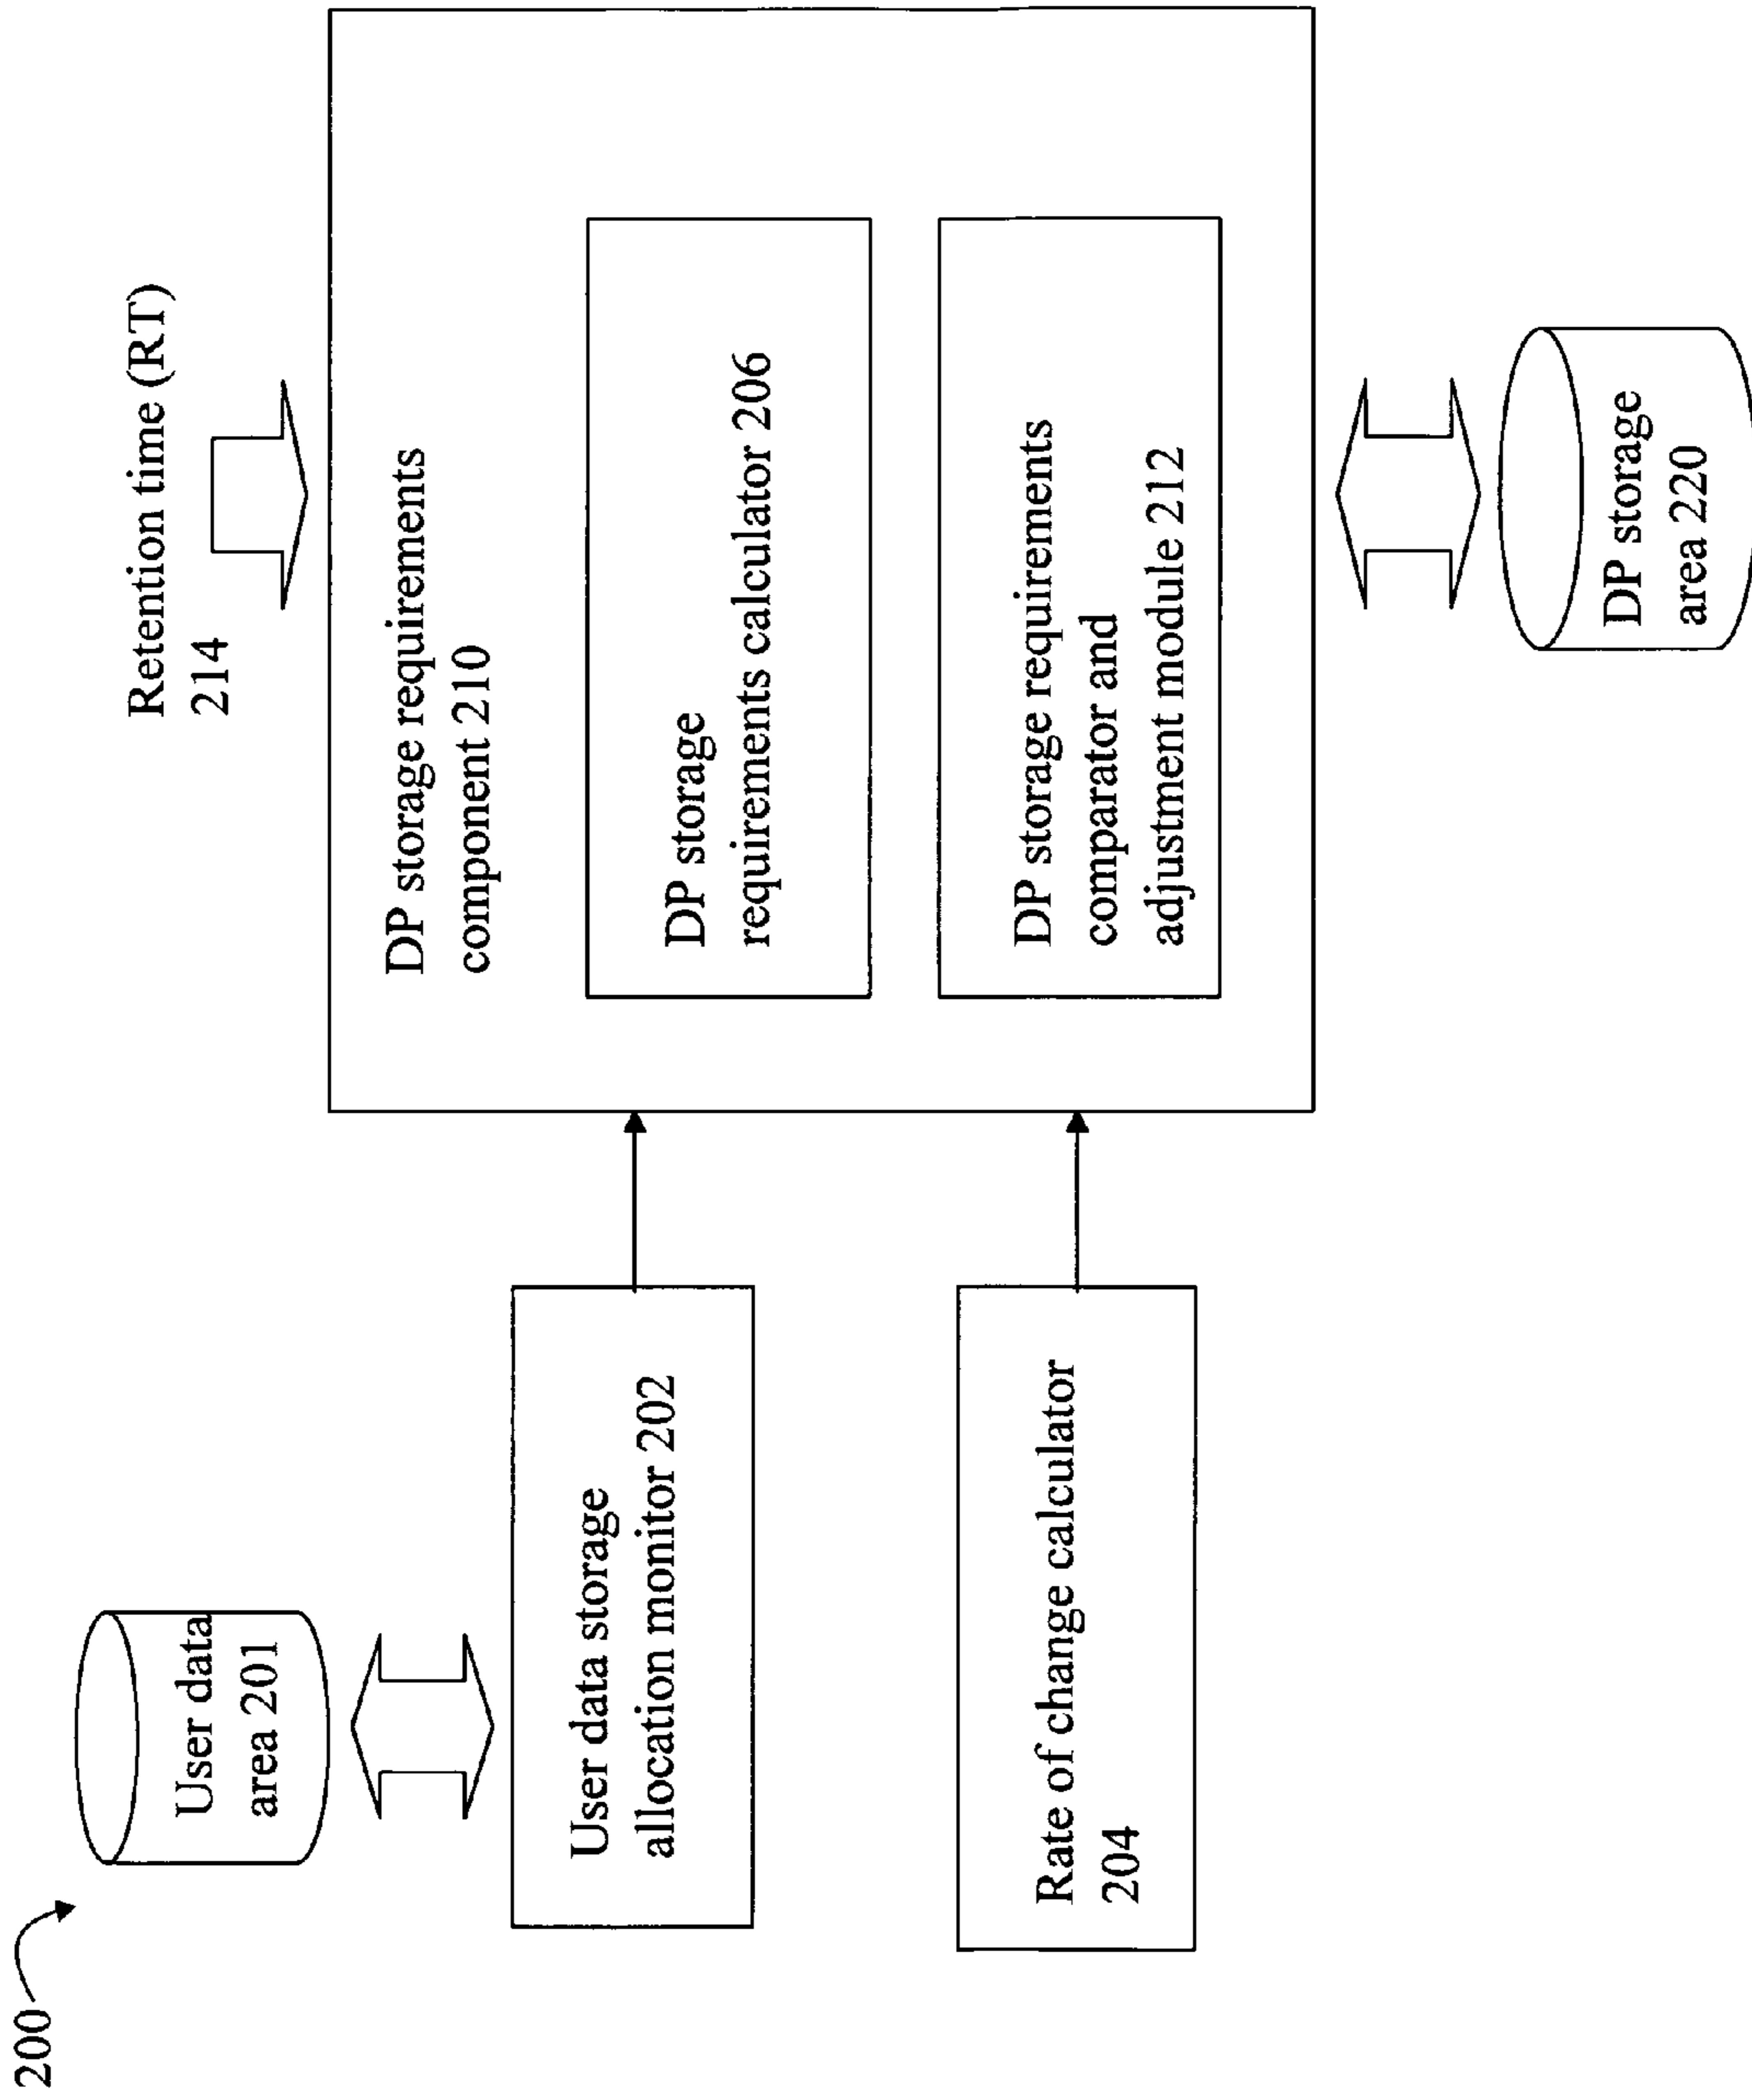 200
User data
area 201
User data storage
allocation monitor 202
Rate of change calculator
204
Retention time (RT)
214
DP storage requirements
component 210
DP storage
requirements calculator 206
DP storage requirements
comparator and
adjustment module 212
DP storage
area 220